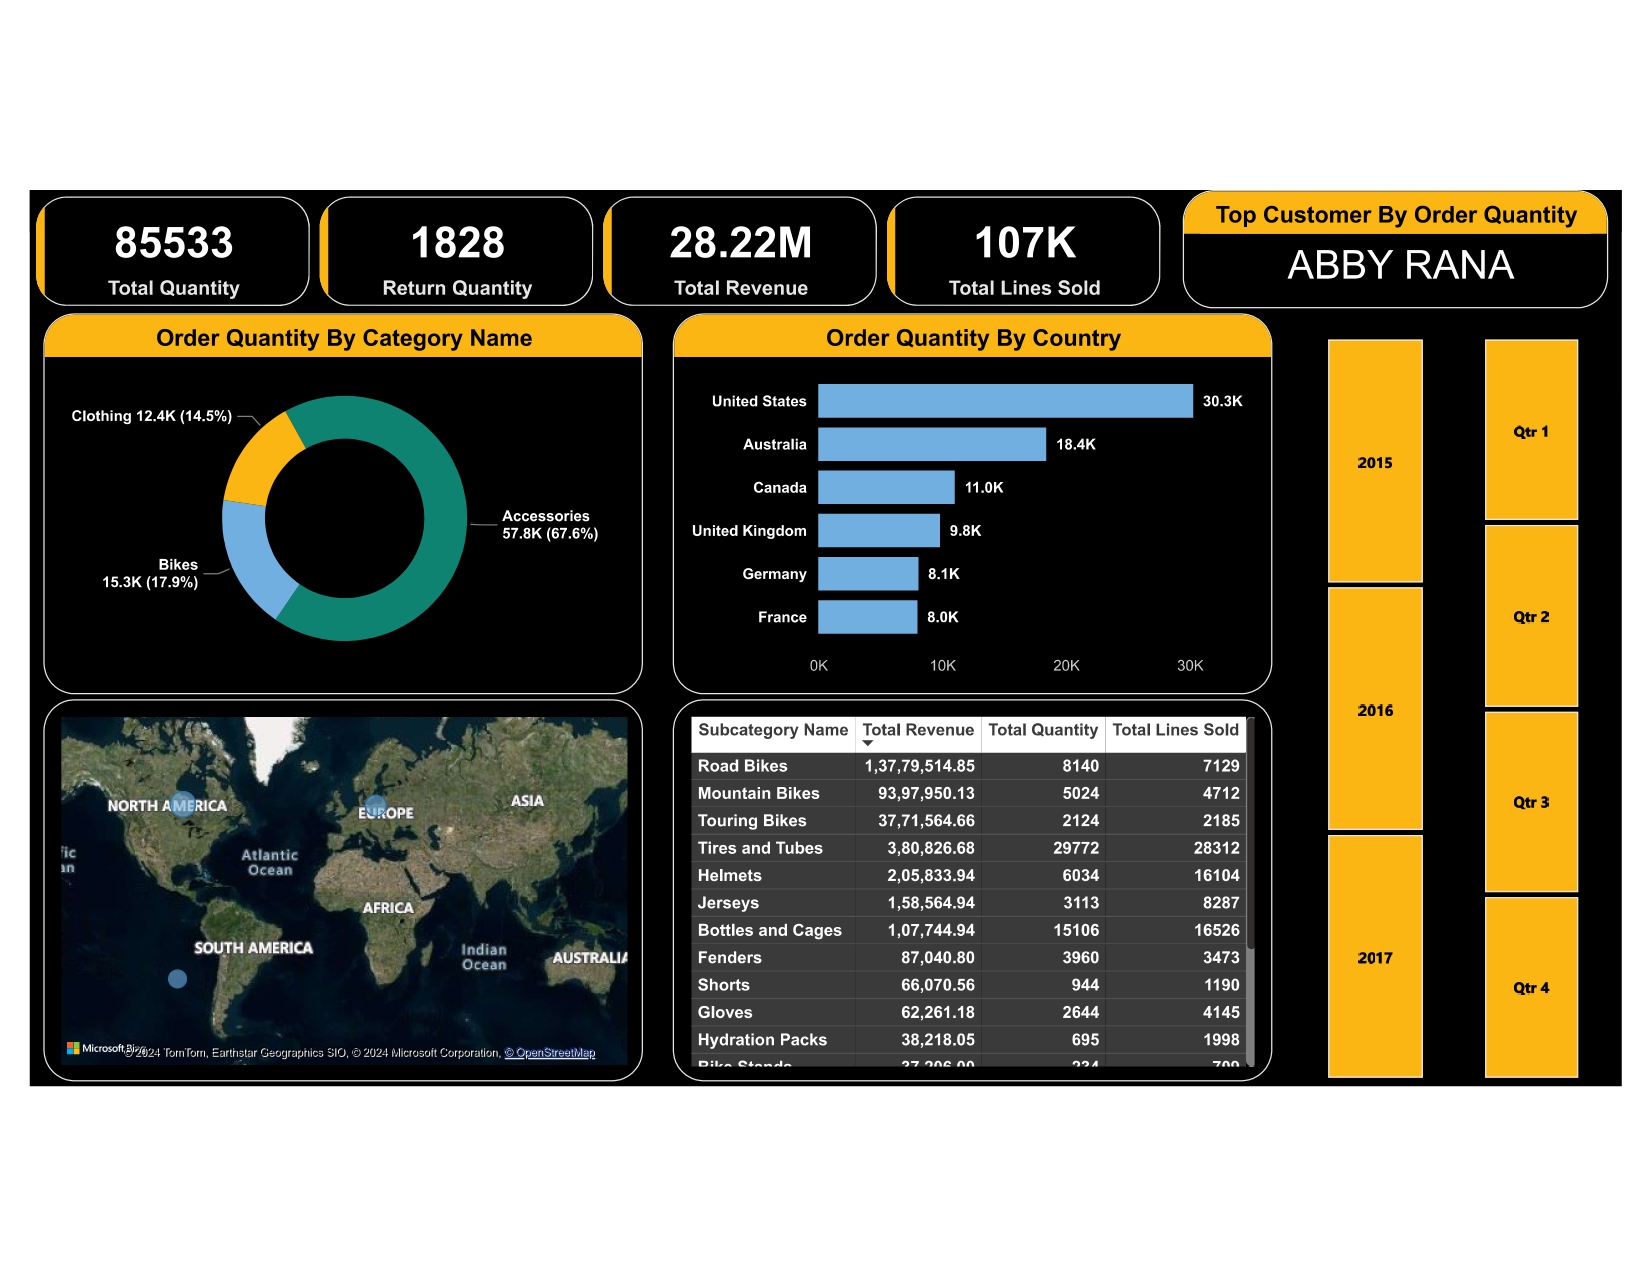 85533
Total Quantity
1828
Return Quantity
28.22M
Total Revenue
107K
Total Lines Sold
Top Customer By Order Quantity
ABBY RANA
Order Quantity By Category Name
Clothing 12.4K (14.5%)
Accessories
57.8K (67.6%)
Bikes
15.3K (17.9%)
Order Quantity By Country
United States 30.3K
Australia 18.4K
Canada 11.0K
United Kingdom 9.8K
Germany 8.1K
France 8.0K
0K 10K 20K 30K
2015
2016
2017
Qtr 1
Qtr 2
Qtr 3
Qtr 4
NORTH AMERICA
EUROPE
ASIA
fic
an
Atlantic
Ocean
AFRICA
SOUTH AMERICA
Indian
Ocean
AUSTRALIA
Microsoft Bing
© 2024 TomTom, Earthstar Geographics SIO, © 2024 Microsoft Corporation, © OpenStreetMap
Subcategory Name Total Revenue Total Quantity Total Lines Sold
Road Bikes 1,37,79,514.85 8140 7129
Mountain Bikes 93,97,950.13 5024 4712
Touring Bikes 37,71,564.66 2124 2185
Tires and Tubes 3,80,826.68 29772 28312
Helmets 2,05,833.94 6034 16104
Jerseys 1,58,564.94 3113 8287
Bottles and Cages 1,07,744.94 15106 16526
Fenders 87,040.80 3960 3473
Shorts 66,070.56 944 1190
Gloves 62,261.18 2644 4145
Hydration Packs 38,218.05 695 1998
Bike Stands